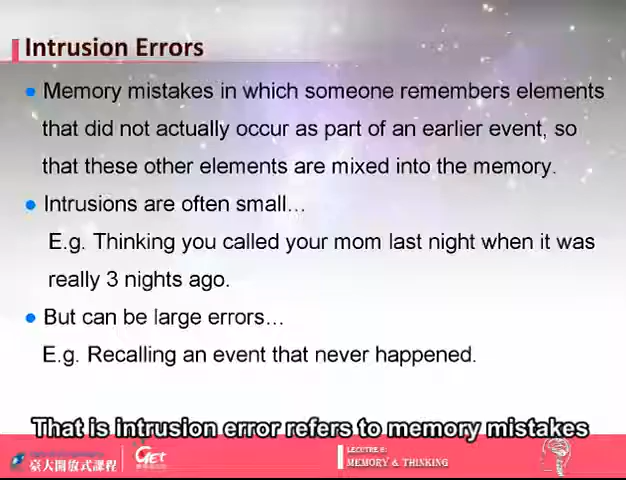 Intrusion Errors
Memory mistakes in which someone remembers elements
that did not actually occur as part of an earlier event, so
that these other elements are mixed into the memory.
Intrusions are often small...
E.g. Thinking you called your mom last night when it was
really 3 nights ago.
But can be large errors...
E.g. Recalling an event that never happened.
That is intrusion error refers to memory mistakes
臺大開放式課程
GET
LECUTRE 8:
MEMORY & THINKING